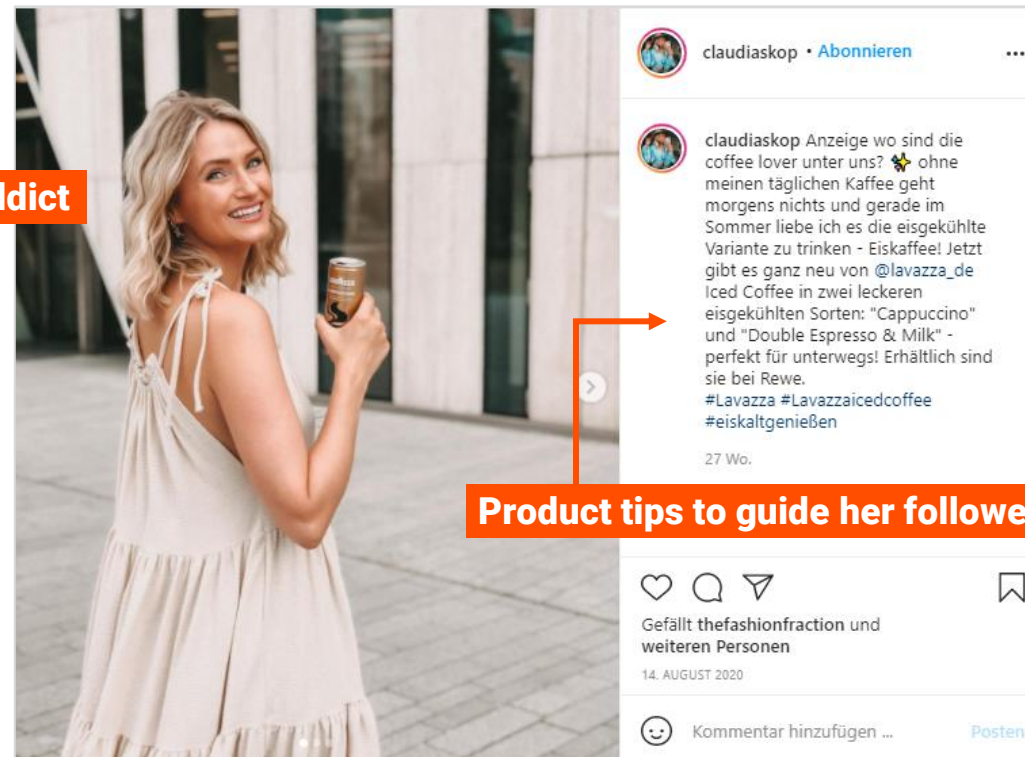 claudiaskop • Abonnieren
claudiaskop Anzeige wo sind die
coffee lover unter uns? ✨ ohne
meinen täglichen Kaffee geht
morgens nichts und gerade im
Sommer liebe ich es die eisgekühlte
Variante zu trinken - Eiskaffee! Jetzt
gibt es ganz neu von @lavazza_de
Iced Coffee in zwei leckeren
eisgekühlten Sorten: "Cappuccino"
und "Double Espresso & Milk" -
perfekt für unterwegs! Erhältlich sind
sie bei Rewe.
#Lavazza #Lavazzaicedcoffee
#eiskaltgenießen
27 Wo.
ddict
Product tips to guide her followe
Gefällt thefashionfraction und
weiteren Personen
14. AUGUST 2020
Kommentar hinzufügen ...
Posten